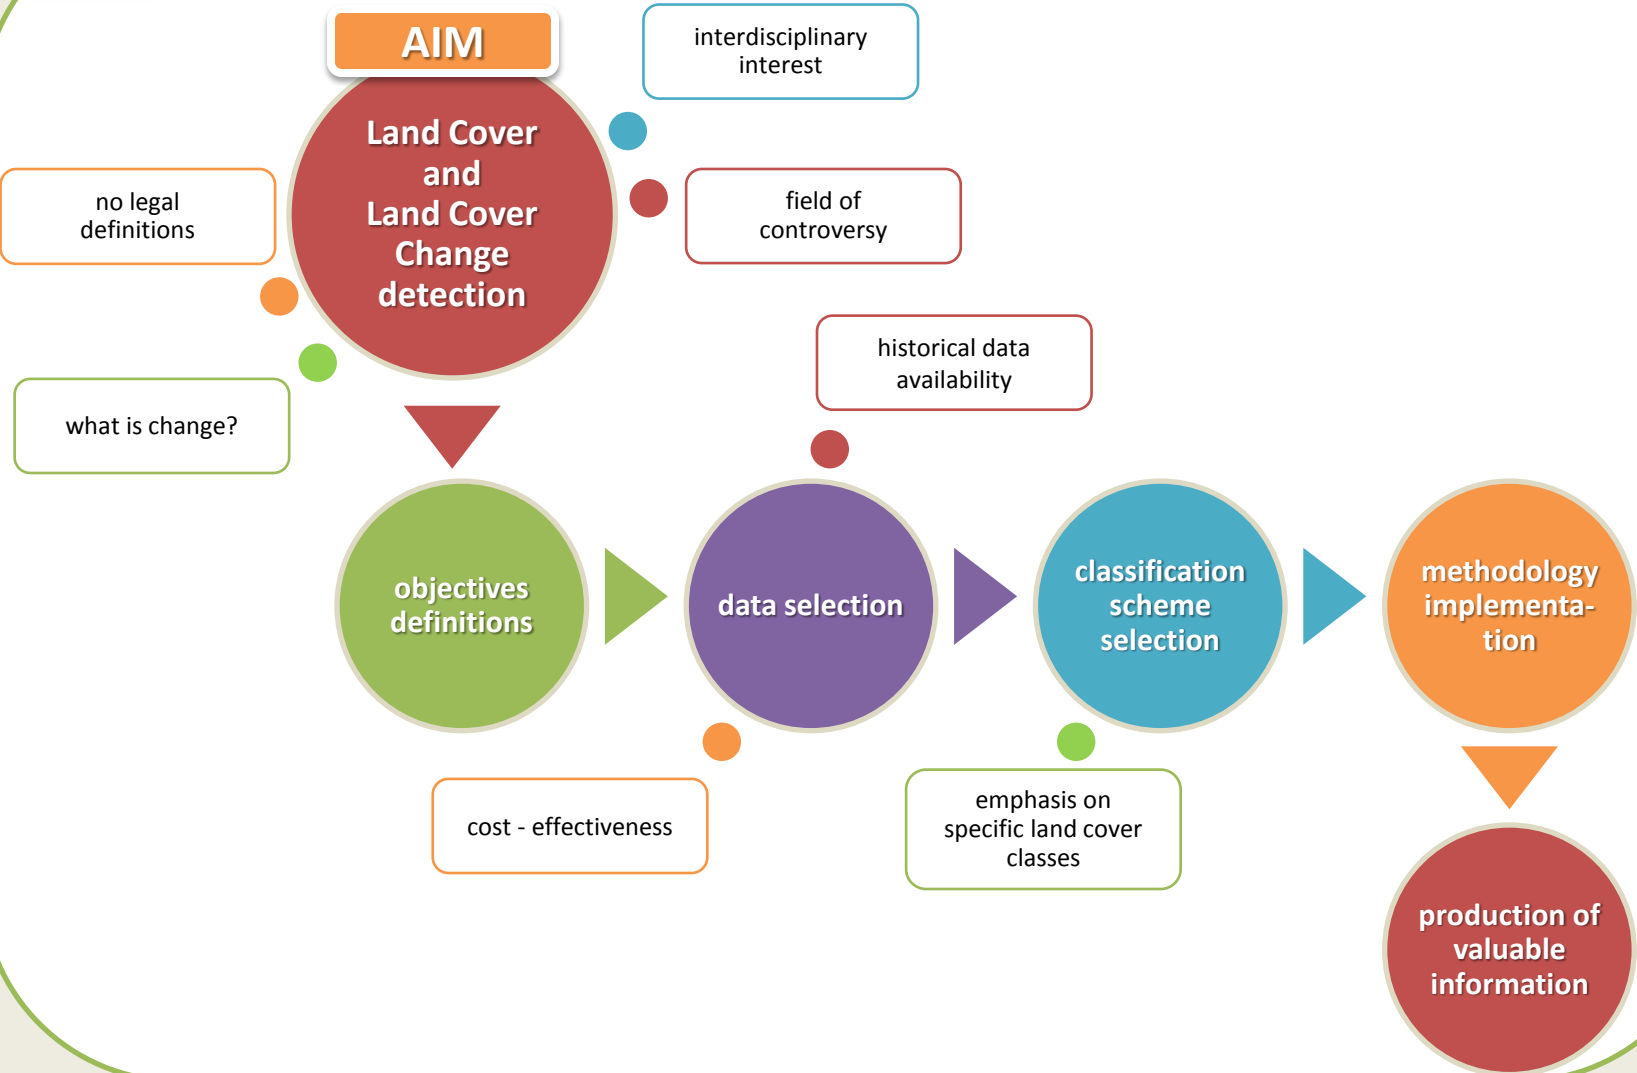 AIM
interdisciplinary
interest
Land Cover
and
Land Cover
Change
detection
no legal
definitions
field of
controversy
what is change?
historical data
availability
objectives
definitions
data selection
classification
scheme
selection
methodology
implementa-
tion
cost - effectiveness
emphasis on
specific land cover
classes
production of
valuable
information